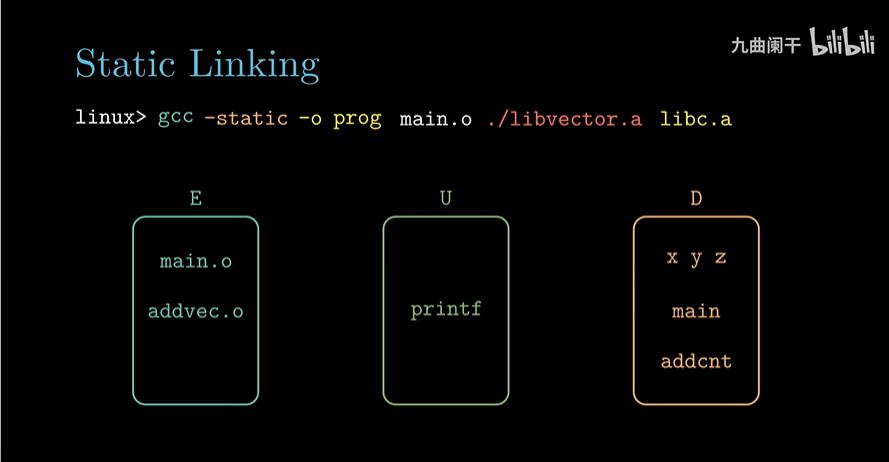 九曲阑干 bilibili
Static Linking
linux> gcc -static -o prog main.o ./libvector.a libc.a
E U D
main.o x y z
addvec.o printf main
addcnt